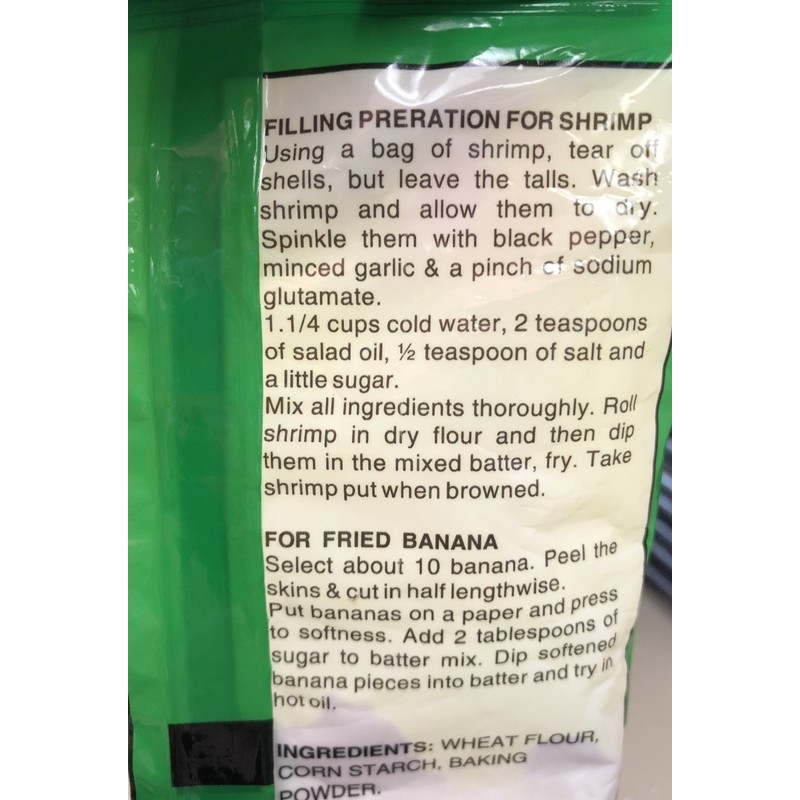 FILLING PRERATION FOR SHRIMP
Using a bag of shrimp, tear off
shells, but leave the talls. Wash
shrimp and allow them to dry.
Spinkle them with black pepper,
minced garlic & a pinch of sodium
glutamate.
1.1/4 cups cold water, 2 teaspoons
of salad oil, ½ teaspoon of salt and
a little sugar.
Mix all ingredients thoroughly. Roll
shrimp in dry flour and then dip
them in the mixed batter, fry. Take
shrimp put when browned.
FOR FRIED BANANA
Select about 10 banana. Peel the
skins & cut in half lengthwise.
Put bananas on a paper and press
to softness. Add 2 tablespoons of
sugar to batter mix. Dip softened
banana pieces into batter and try in
hot oil.
INGREDIENTS: WHEAT FLOUR,
CORN STARCH, BAKING
POWDER.